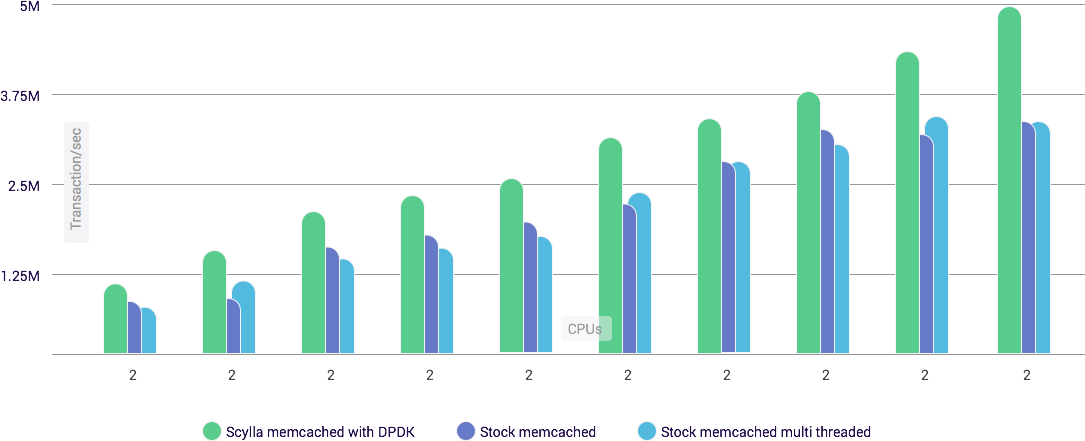 5M
3.75M
2.5M
1.25M
Transaction/sec
CPUs
2 2 2 2 2 2 2 2 2 2
Scylla memcached with DPDK Stock memcached Stock memcached multi threaded